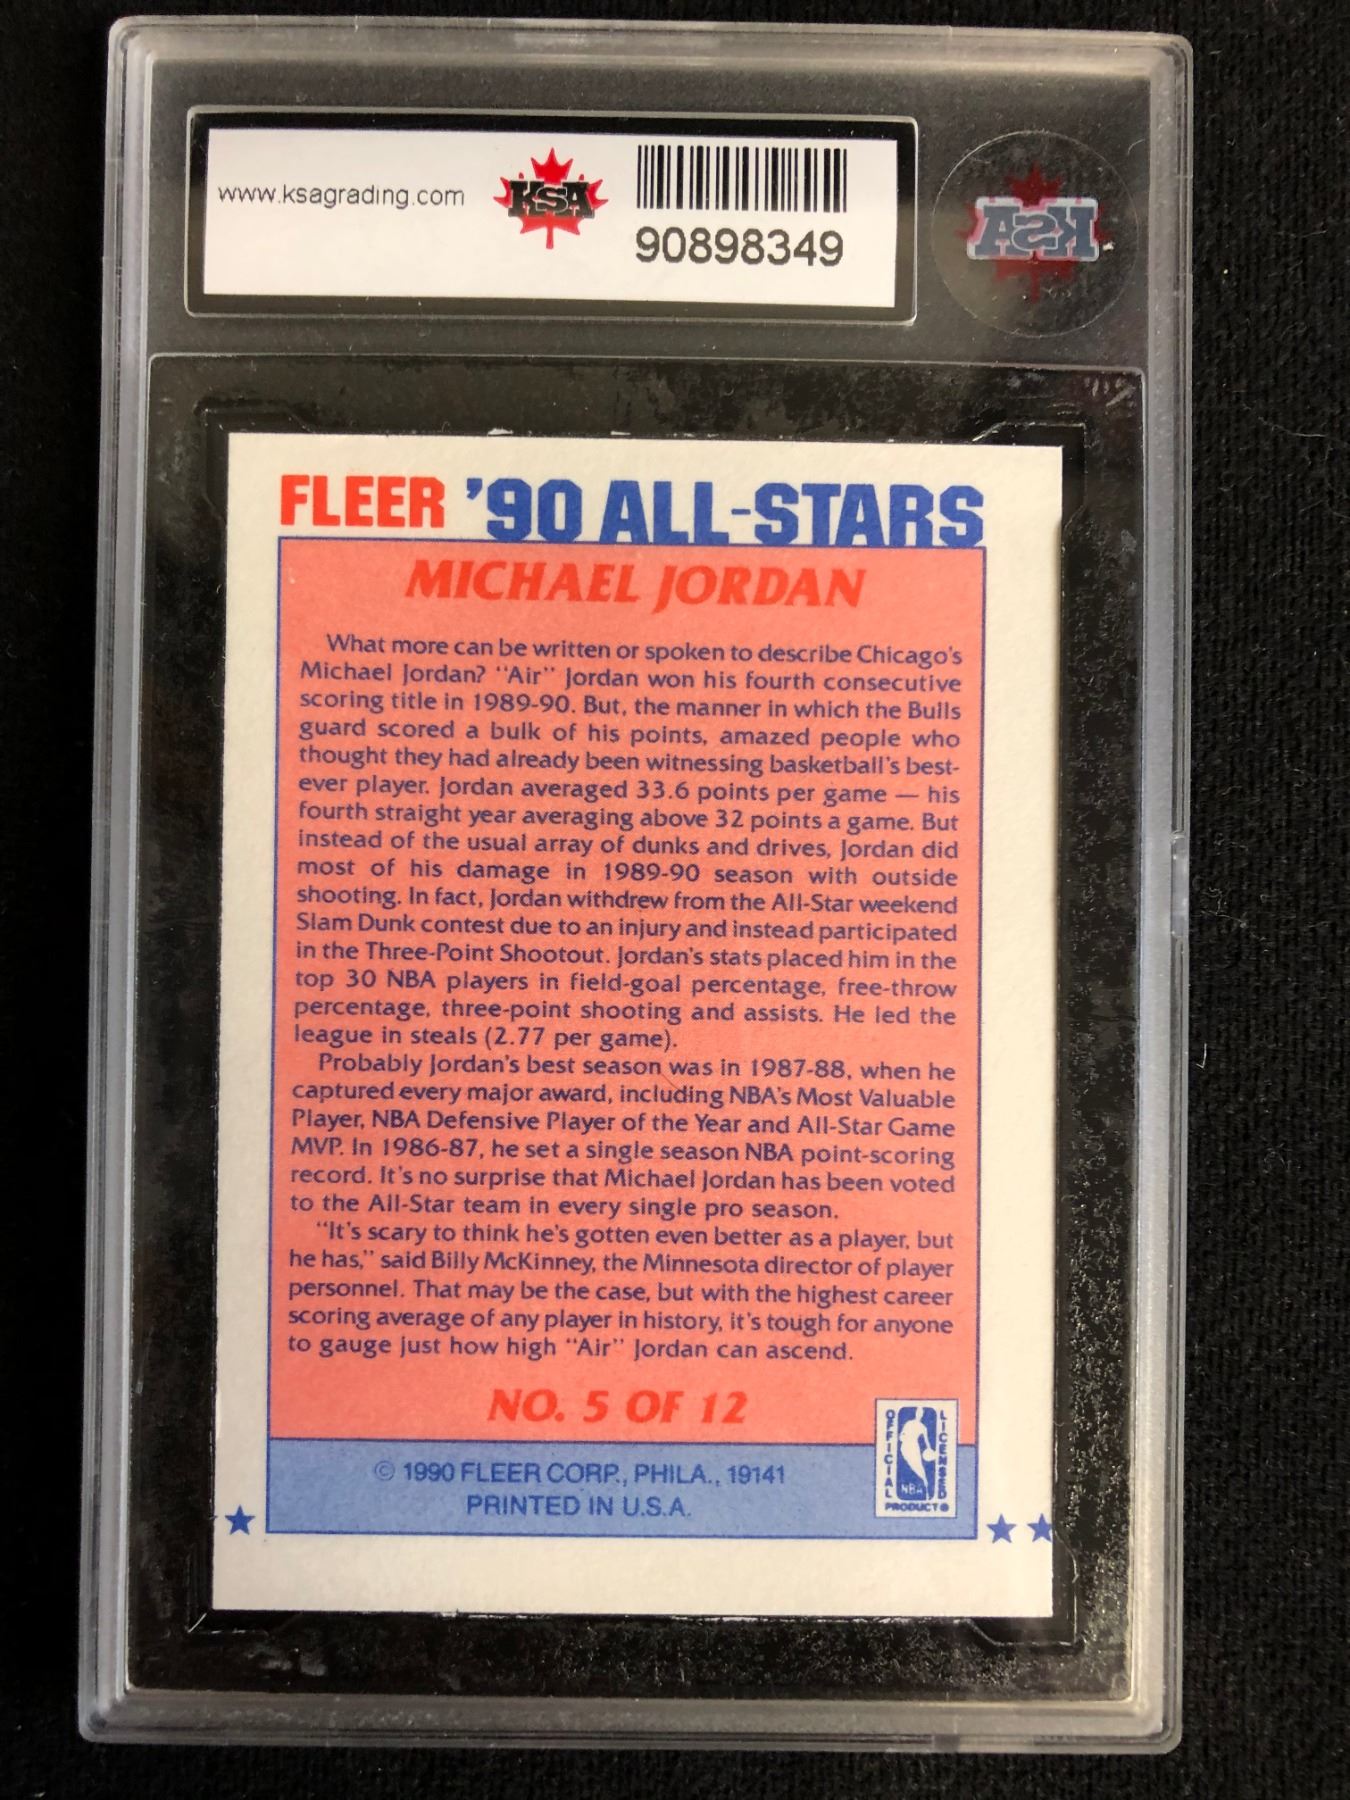 www.ksagrading.com
KSA
90898349
KSA
FLEER '90 ALL-STARS
MICHAEL JORDAN
What more can be written or spoken to describe Chicago's
Michael Jordan? "Air" Jordan won his fourth consecutive
scoring title in 1989-90. But, the manner in which the Bulls
guard scored a bulk of his points, amazed people who
thought they had already been witnessing basketball's best-
ever player. Jordan averaged 33.6 points per game — his
fourth straight year averaging above 32 points a game. But
instead of the usual array of dunks and drives, Jordan did
most of his damage in 1989-90 season with outside
shooting. In fact, Jordan withdrew from the All-Star weekend
Slam Dunk contest due to an injury and instead participated
in the Three-Point Shootout. Jordan's stats placed him in the
top 30 NBA players in field-goal percentage, free-throw
percentage, three-point shooting and assists. He led the
league in steals (2.77 per game).
Probably Jordan's best season was in 1987-88, when he
captured every major award, including NBA's Most Valuable
Player, NBA Defensive Player of the Year and All-Star Game
MVP. In 1986-87, he set a single season NBA point-scoring
record. It's no surprise that Michael Jordan has been voted
to the All-Star team in every single pro season.
"It's scary to think he's gotten even better as a player, but
he has," said Billy McKinney, the Minnesota director of player
personnel. That may be the case, but with the highest career
scoring average of any player in history, it's tough for anyone
to gauge just how high "Air" Jordan can ascend.
NO. 5 OF 12
OFFICIAL
LICENSED
NBA
PRODUCT®
© 1990 FLEER CORP., PHILA., 19141
PRINTED IN U.S.A.